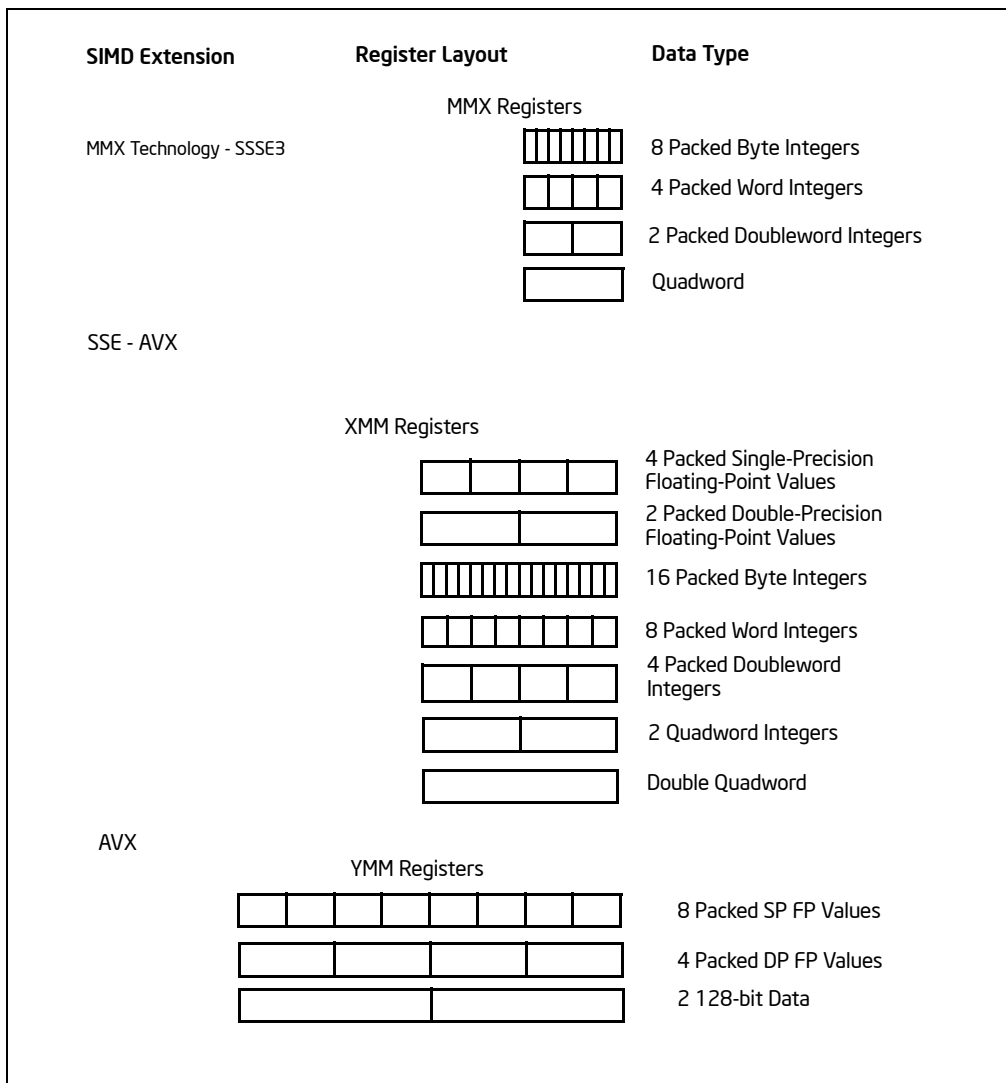 SIMD Extension Register Layout Data Type
MMX Registers
MMX Technology - SSSE3 8 Packed Byte Integers
4 Packed Word Integers
2 Packed Doubleword Integers
Quadword
SSE - AVX
XMM Registers
4 Packed Single-Precision
Floating-Point Values
2 Packed Double-Precision
Floating-Point Values
16 Packed Byte Integers
8 Packed Word Integers
4 Packed Doubleword
Integers
2 Quadword Integers
Double Quadword
AVX
YMM Registers
8 Packed SP FP Values
4 Packed DP FP Values
2 128-bit Data